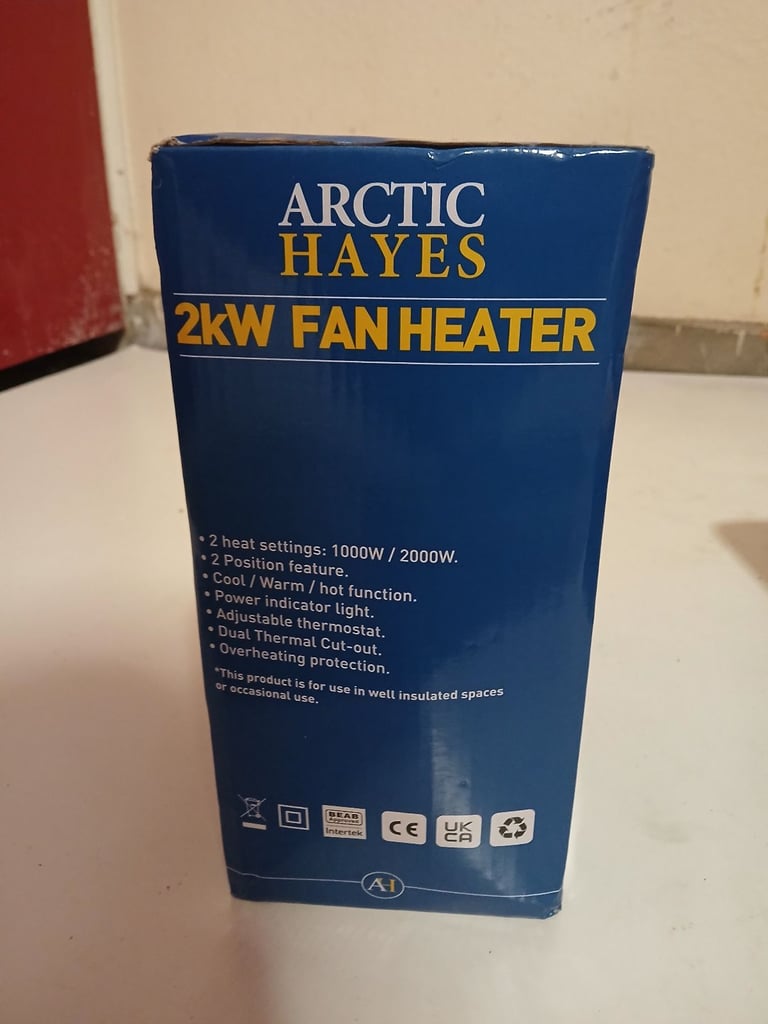 ARCTIC
HAYES
2kW FAN HEATER
• 2 heat settings: 1000W / 2000W.
• 2 Position feature.
• Cool / Warm / hot function.
• Power indicator light.
• Adjustable thermostat.
• Dual Thermal Cut-out.
• Overheating protection.
*This product is for use in well insulated spaces
or occasional use.
BEAB
Approved
Intertek
CE
UK
CA
AH